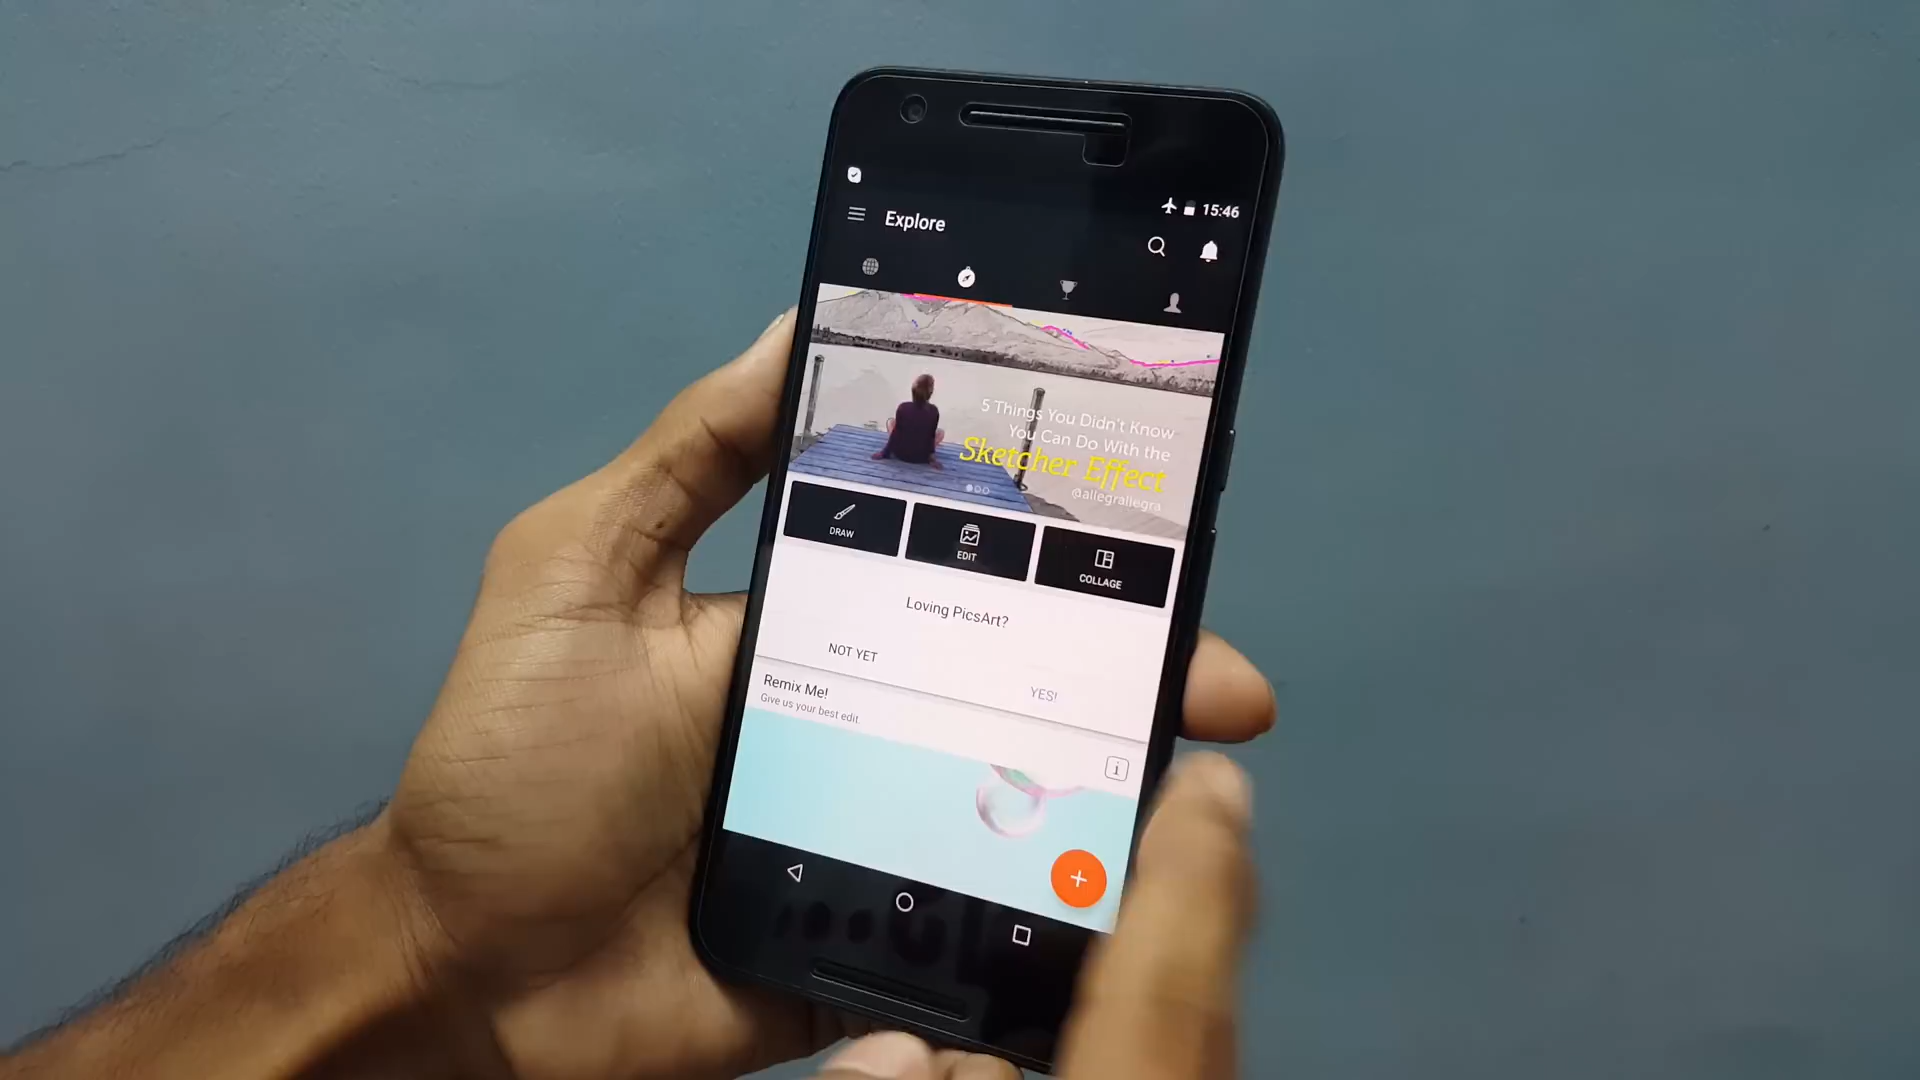 15:46
Explore
5 Things You Didn't Know
You Can Do With the
Sketcher Effect
@allegrallegra
DRAW
EDIT
COLLAGE
Loving PicsArt?
NOT YET
YES!
Remix Me!
Give us your best edit.